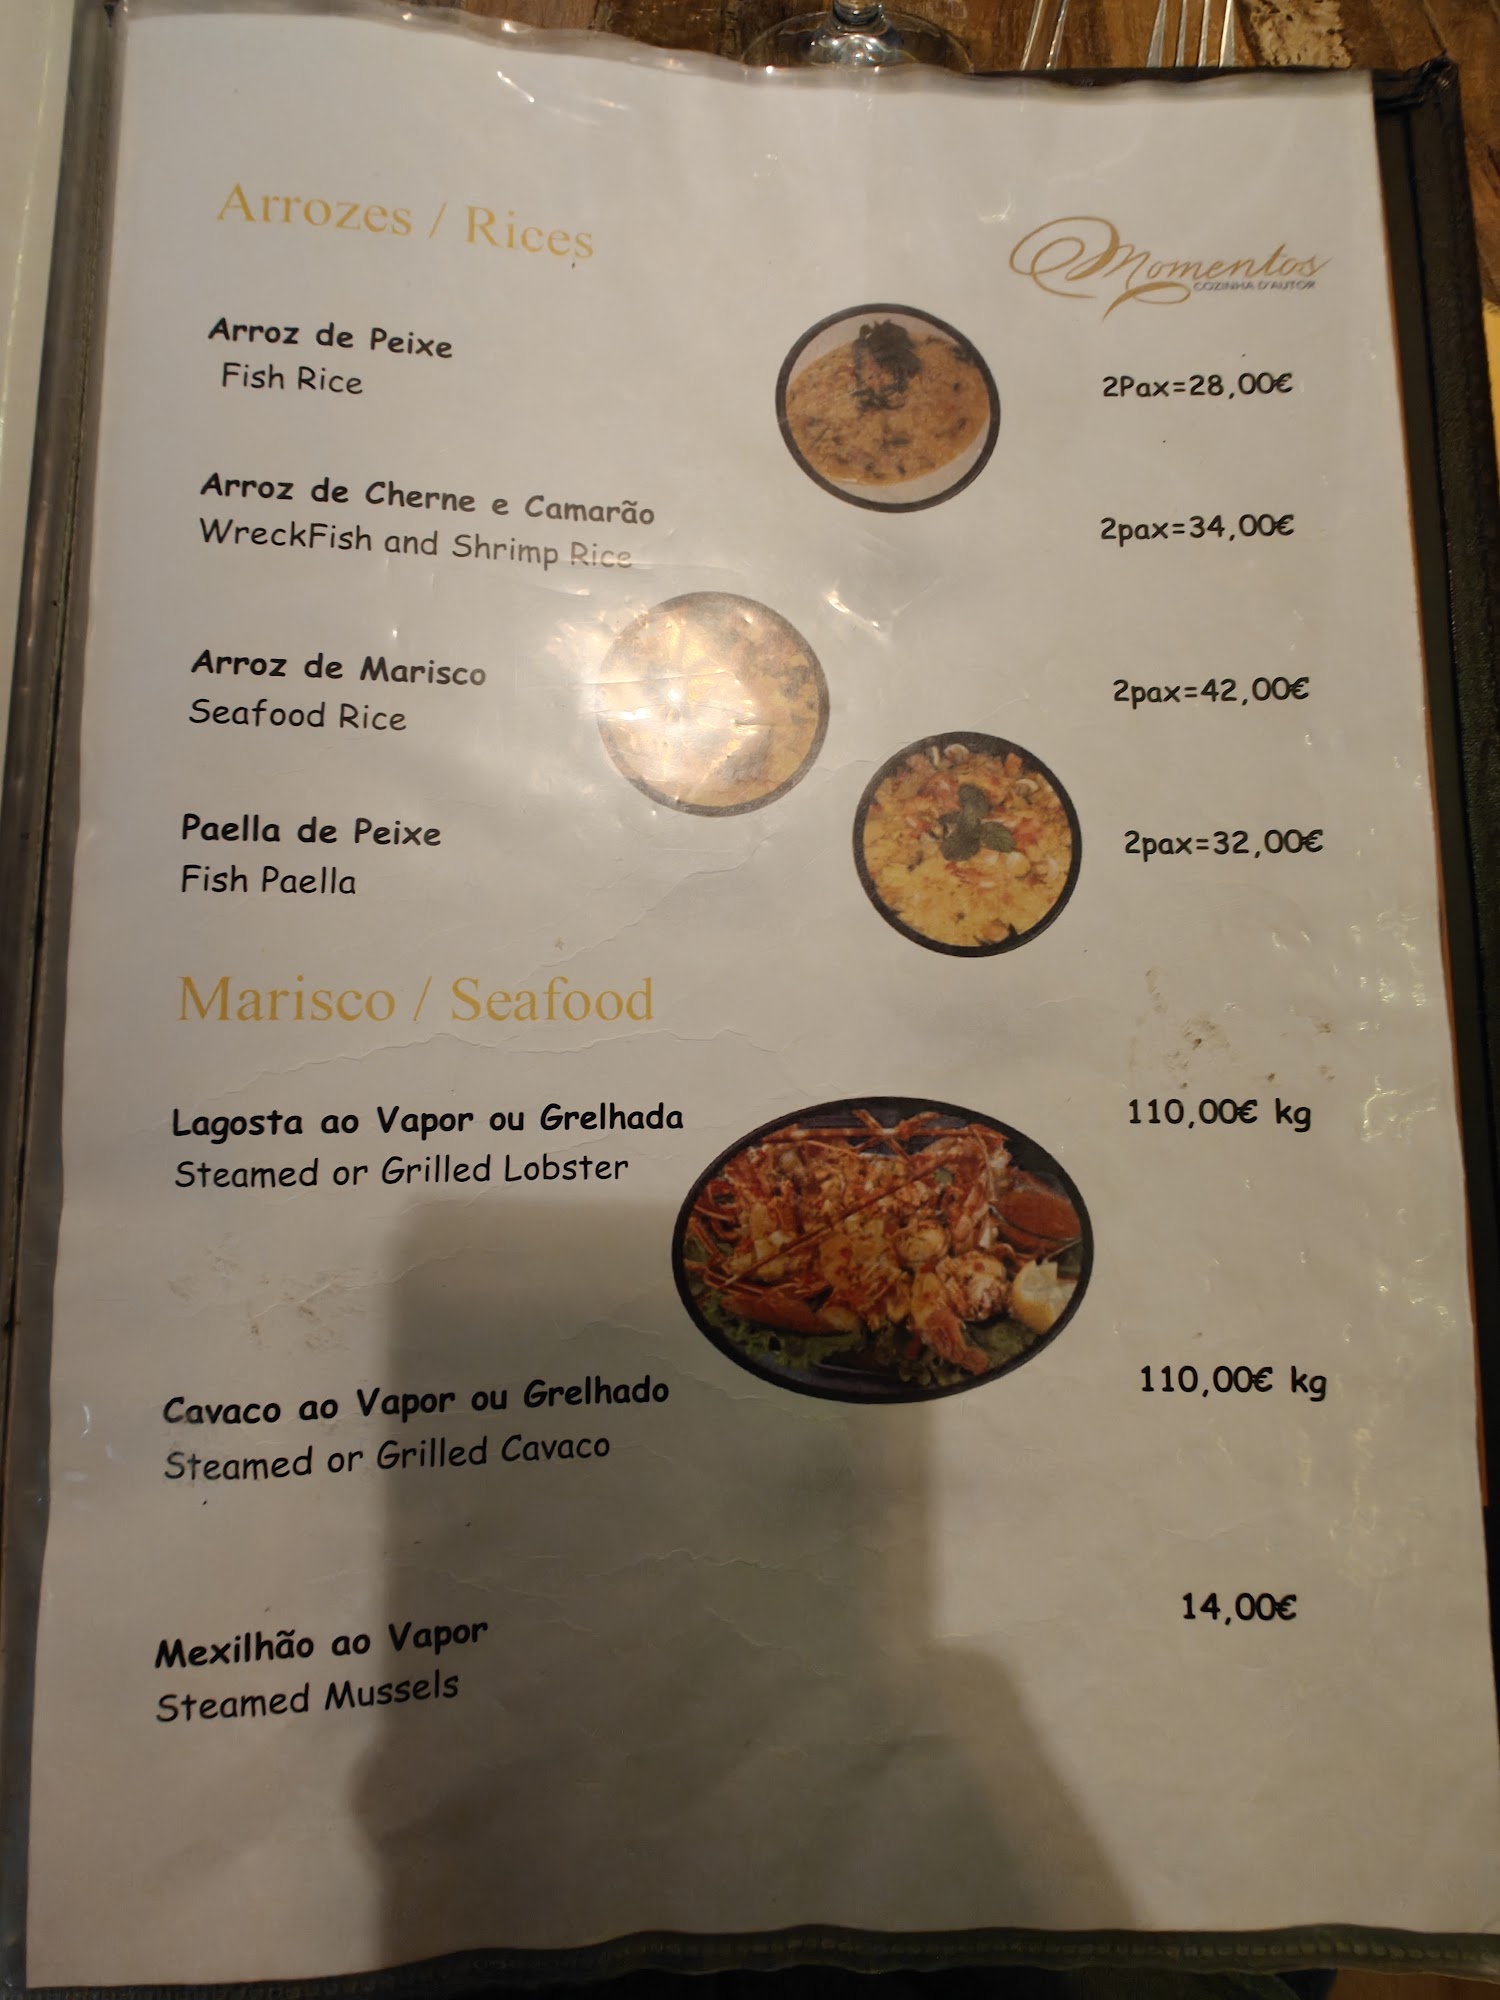 Arrozes / Rices
Momentos
COZINHA D'AUTOR
Arroz de Peixe
Fish Rice
2Pax=28,00€
Arroz de Cherne e Camarão
WreckFish and Shrimp Rice
2pax=34,00€
Arroz de Marisco
Seafood Rice
2pax=42,00€
Paella de Peixe
Fish Paella
2pax=32,00€
Marisco / Seafood
Lagosta ao Vapor ou Grelhada
Steamed or Grilled Lobster
110,00€ kg
Cavaco ao Vapor ou Grelhado
Steamed or Grilled Cavaco
110,00€ kg
Mexilhão ao Vapor
Steamed Mussels
14,00€